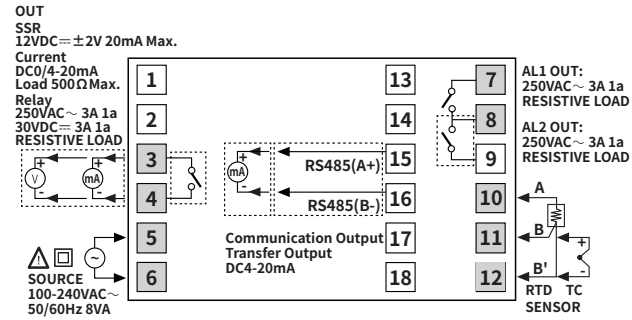 OUT
SSR
12VDC⎓±2V 20mA Max.
Current
DC0/4-20mA
Load 500ΩMax.
Relay
250VAC～ 3A 1a
30VDC⎓ 3A 1a
RESISTIVE LOAD
1
2
3
4
5
6
13
14
15
16
17
18
7
8
9
10
11
12
+
-
V
+
-
mA
+
-
mA
RS485(A+)
RS485(B-)
Communication Output
Transfer Output
DC4-20mA
AL1 OUT:
250VAC～ 3A 1a
RESISTIVE LOAD
AL2 OUT:
250VAC～ 3A 1a
RESISTIVE LOAD
A
B
B'
+
-
RTD TC
SENSOR
SOURCE
100-240VAC～
50/60Hz 8VA